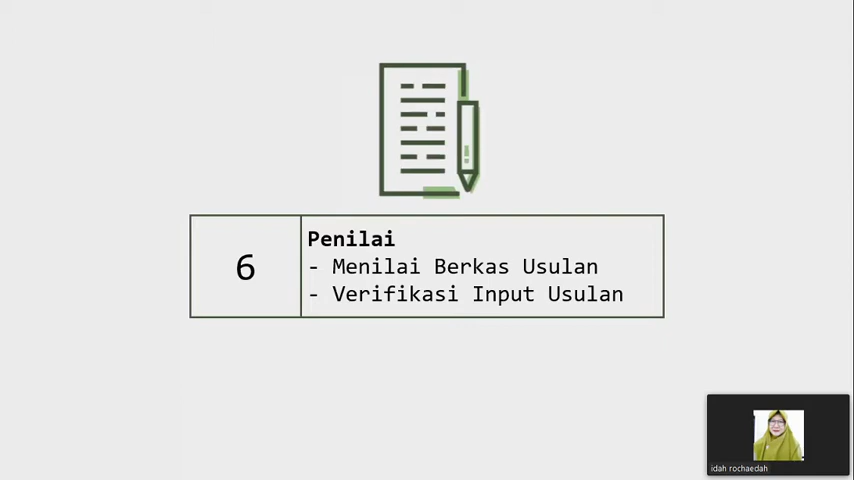 6
Penilai
- Menilai Berkas Usulan
- Verifikasi Input Usulan
idah rochaedah